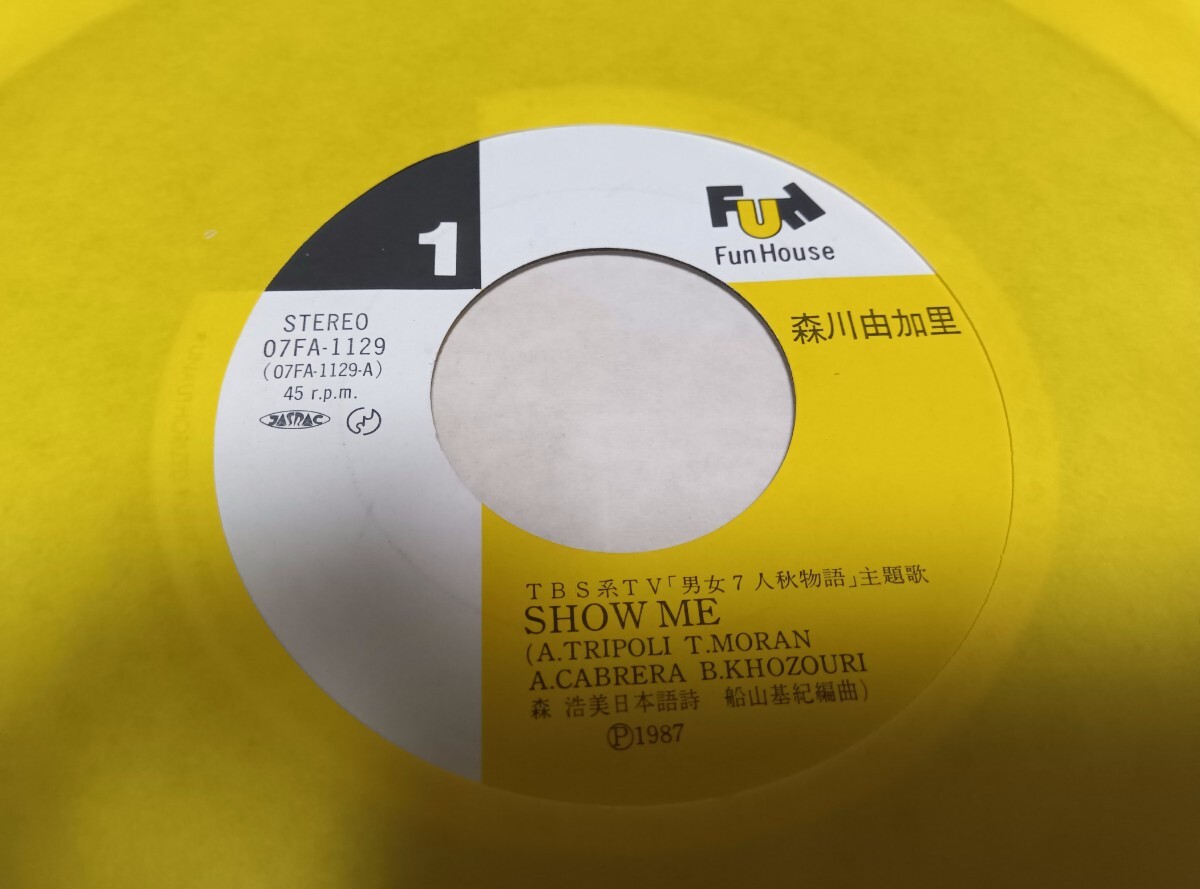 1
Fun
Fun House
STEREO
07FA-1129
(07FA-1129-A)
45 r.p.m.
JASRAC
森川由加里
TBS系TV「男女7人秋物語」主題歌
SHOW ME
(A.TRIPOLI T.MORAN
A.CABRERA B.KHOZOURI
森 浩美日本語詩 船山基紀編曲)
Ⓟ1987